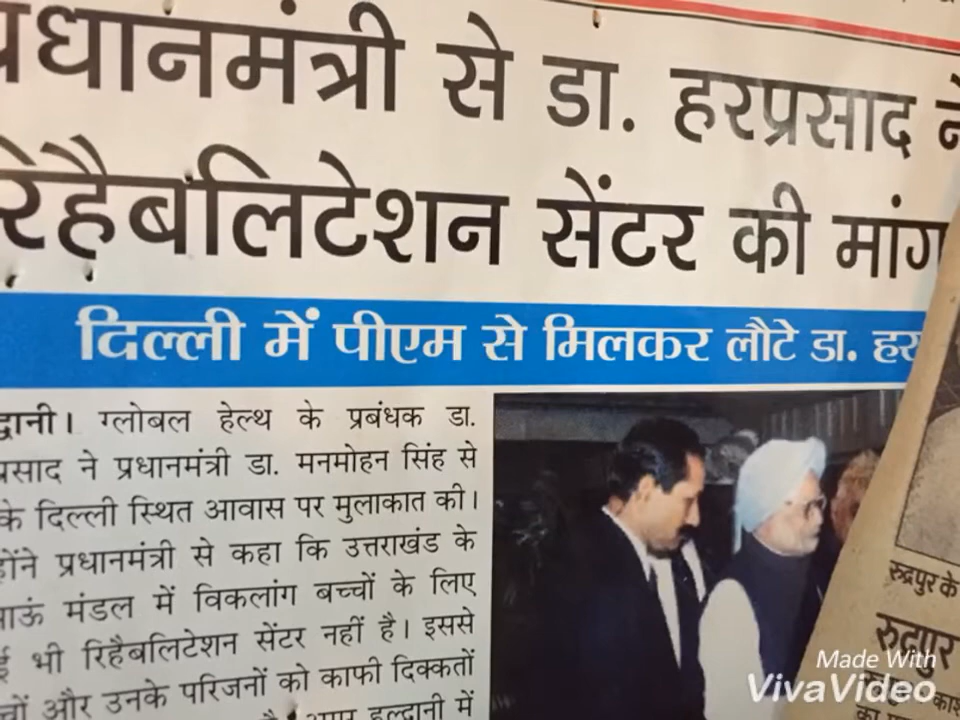 प्रधानमंत्री से डा. हरप्रसाद ने
रिहैबलिटेशन सेंटर की मांग
दिल्ली में पीएम से मिलकर लौटे डा. हर
द्वानी। ग्लोबल हेल्थ के प्रबंधक डा.
प्रसाद ने प्रधानमंत्री डा. मनमोहन सिंह से
के दिल्ली स्थित आवास पर मुलाकात की।
होंने प्रधानमंत्री से कहा कि उत्तराखंड के
माऊं मंडल में विकलांग बच्चों के लिए
ई भी रिहैबलिटेशन सेंटर नहीं है। इससे
और उनके परिजनों को काफी दिक्कतों
हल्द्वानी में
रुद्रपुर के
रुद्रपुर
Made With
VivaVideo